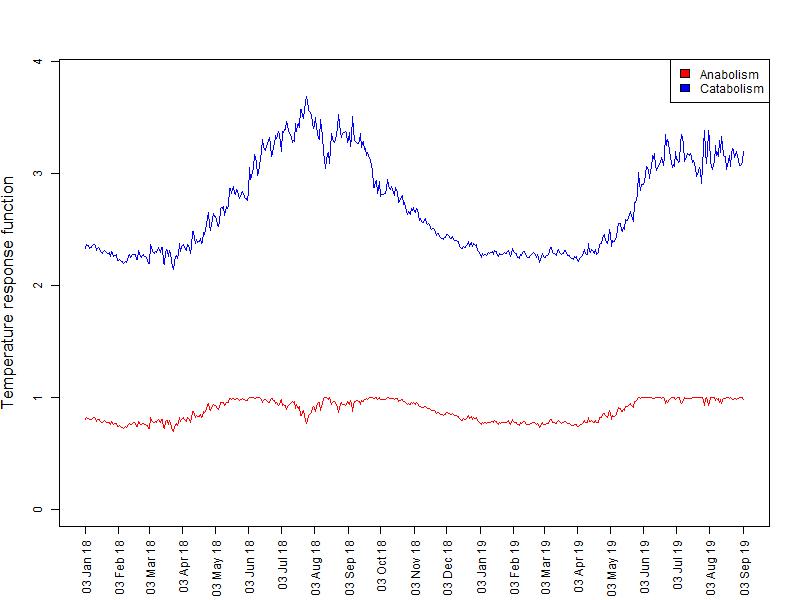 Temperature response function
4
3
2
1
0
Anabolism
Catabolism
03 Jan 18
03 Feb 18
03 Mar 18
03 Apr 18
03 May 18
03 Jun 18
03 Jul 18
03 Aug 18
03 Sep 18
03 Oct 18
03 Nov 18
03 Dec 18
03 Jan 19
03 Feb 19
03 Mar 19
03 Apr 19
03 May 19
03 Jun 19
03 Jul 19
03 Aug 19
03 Sep 19